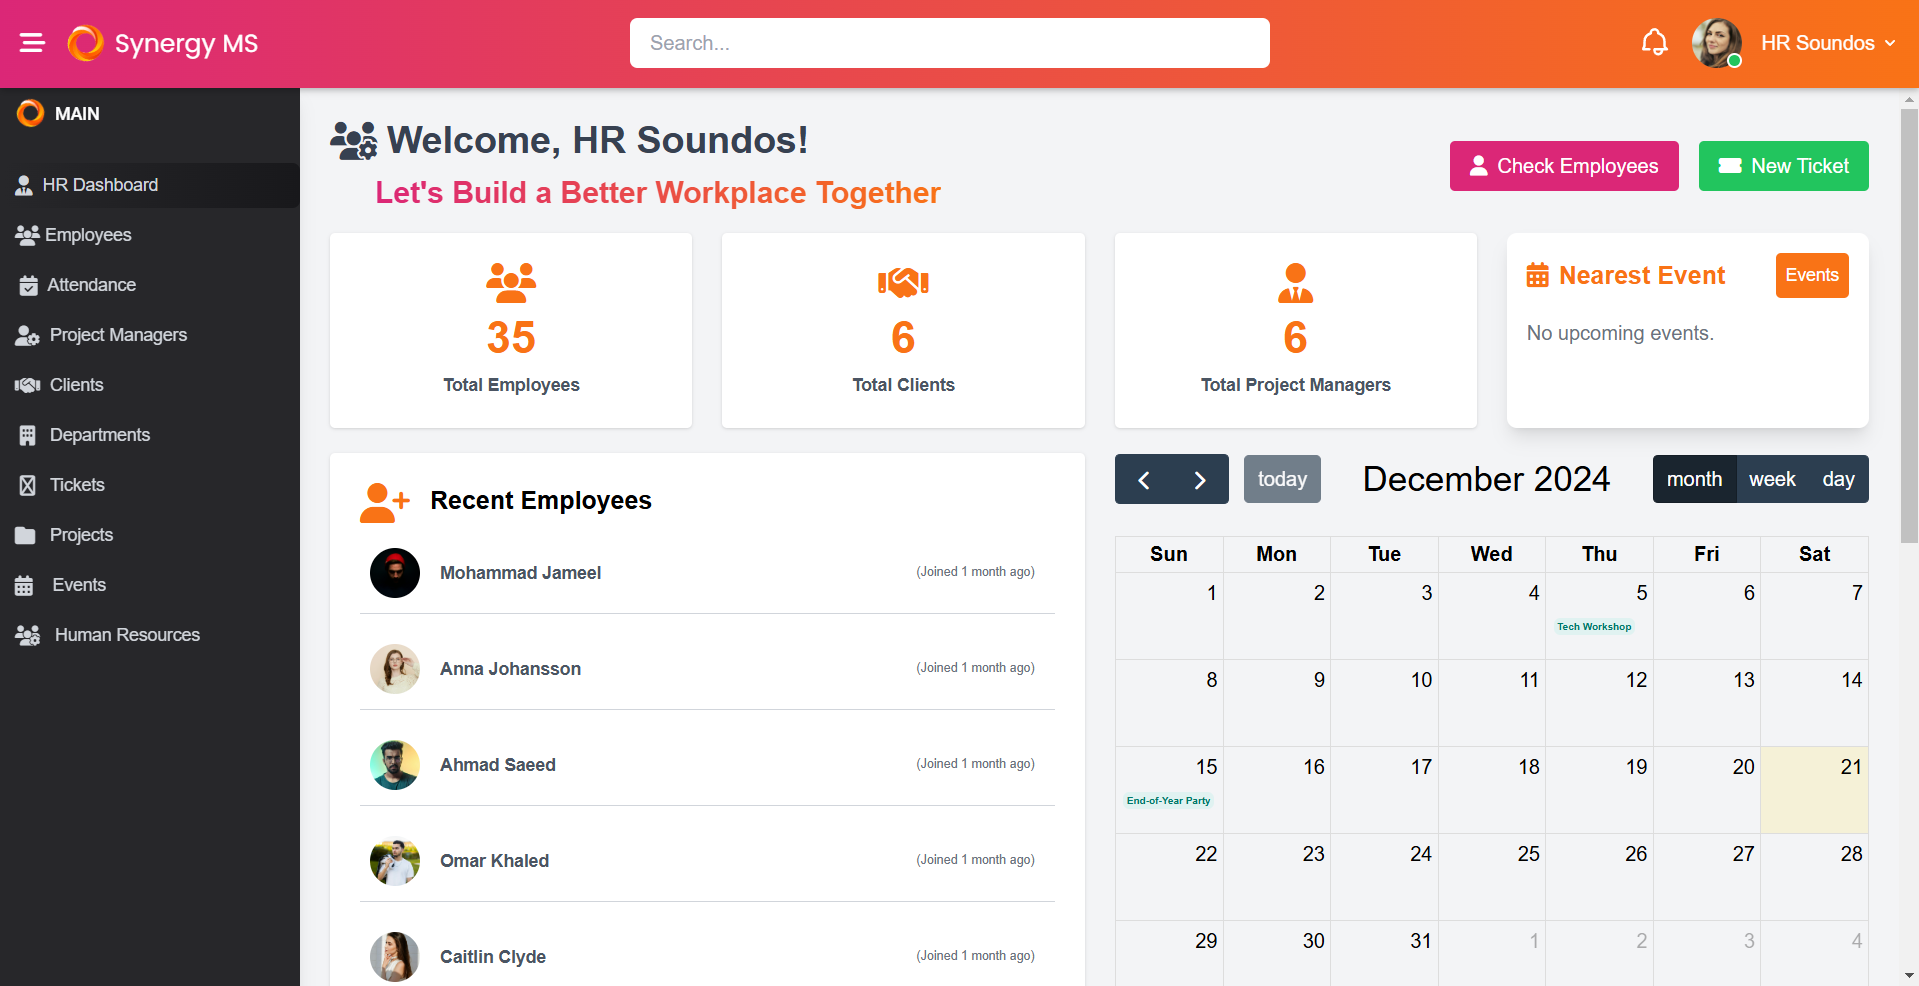 Synergy MS
Search...
HR Soundos
MAIN
HR Dashboard
Employees
Attendance
Project Managers
Clients
Departments
Tickets
Projects
Events
Human Resources
Welcome, HR Soundos!
Let's Build a Better Workplace Together
Check Employees
New Ticket
35
Total Employees
6
Total Clients
6
Total Project Managers
Nearest Event
Events
No upcoming events.
Recent Employees
Mohammad Jameel (Joined 1 month ago)
Anna Johansson (Joined 1 month ago)
Ahmad Saeed (Joined 1 month ago)
Omar Khaled (Joined 1 month ago)
Caitlin Clyde (Joined 1 month ago)
today December 2024 month week day
Sun Mon Tue Wed Thu Fri Sat
1 2 3 4 5 6 7
Tech Workshop
8 9 10 11 12 13 14
15 16 17 18 19 20 21
End-of-Year Party
22 23 24 25 26 27 28
29 30 31 1 2 3 4